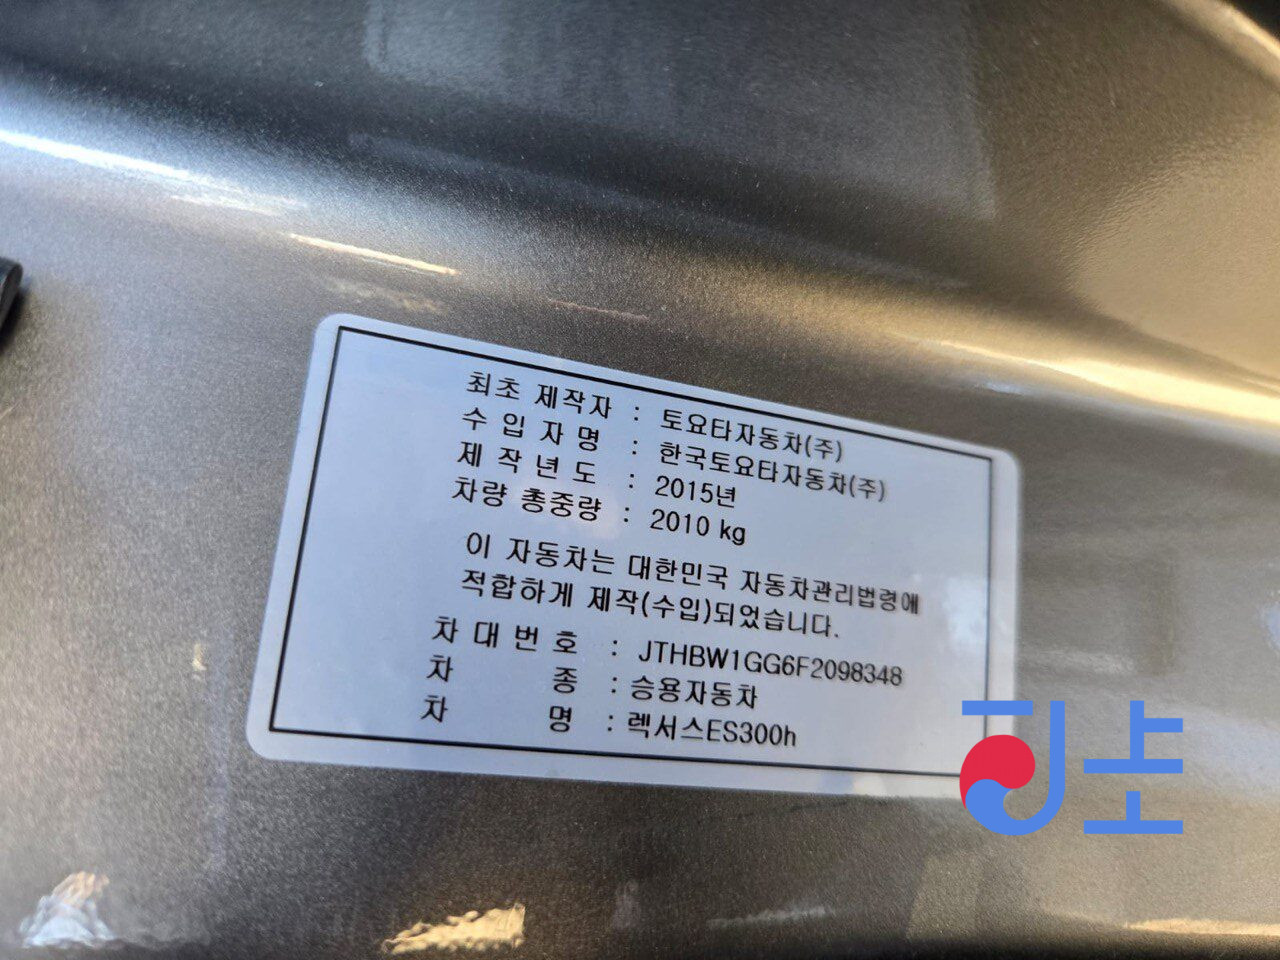 최초 제작자 : 토요타자동차(주)
수 입 자 명 : 한국토요타자동차(주)
제 작 년 도 : 2015년
차량 총중량 : 2010 kg
이 자동차는 대한민국 자동차관리법령에
적합하게 제작(수입)되었습니다.
차 대 번 호 : JTHBW1GG6F2098348
차 종 : 승용자동차
차 명 : 렉서스ES300h